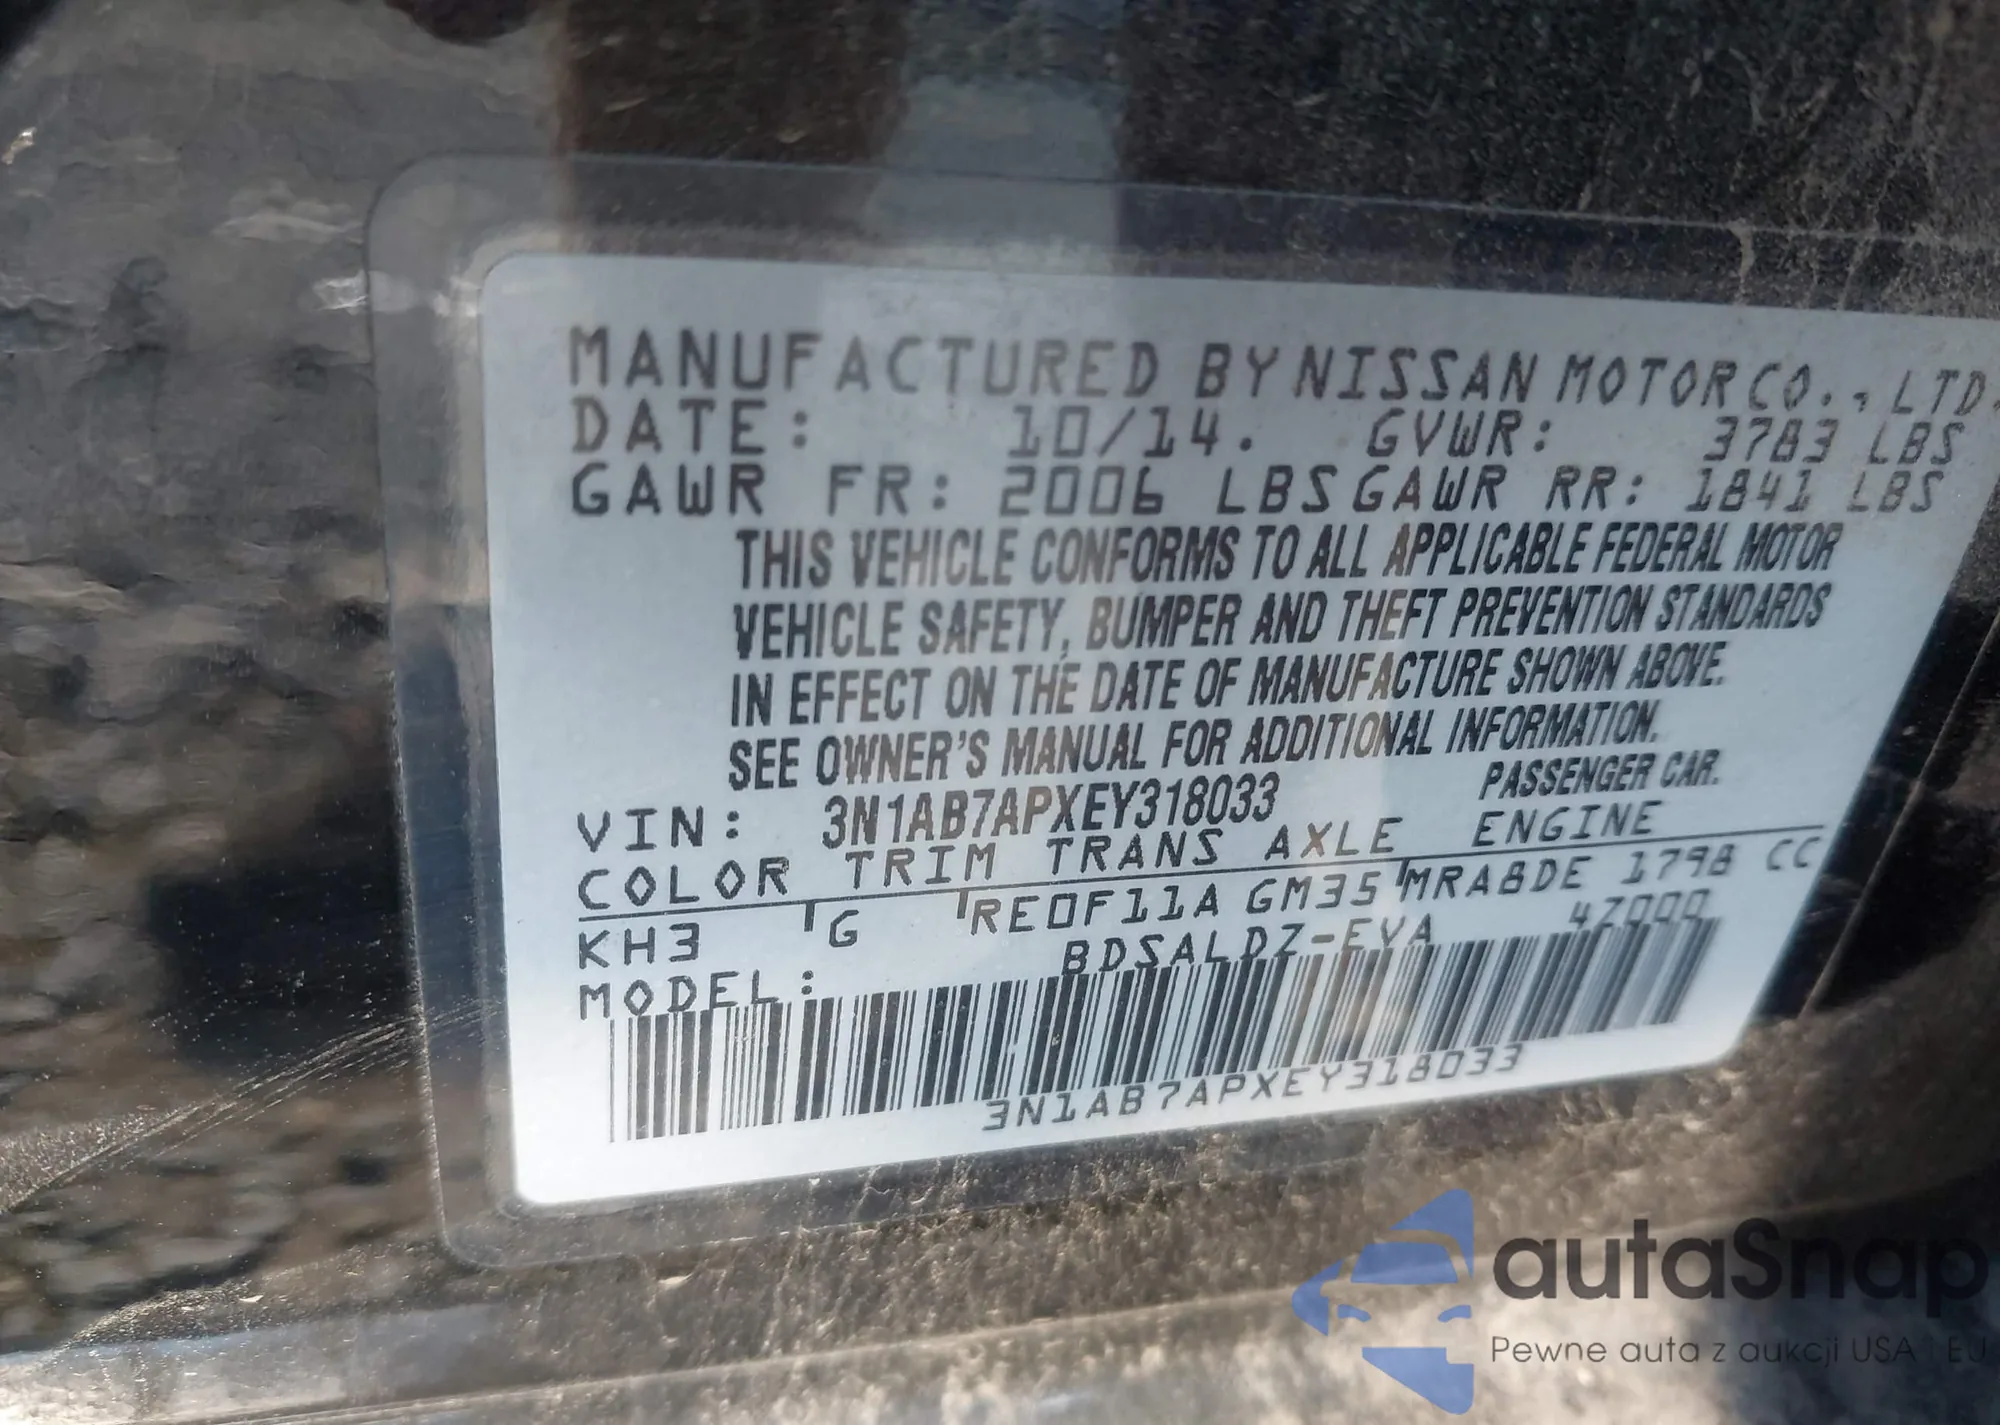 MANUFACTURED BY NISSAN MOTOR CO., LTD.
DATE: 10/14. GVWR: 3783 LBS
GAWR FR: 2006 LBS GAWR RR: 1841 LBS
THIS VEHICLE CONFORMS TO ALL APPLICABLE FEDERAL MOTOR
VEHICLE SAFETY, BUMPER AND THEFT PREVENTION STANDARDS
IN EFFECT ON THE DATE OF MANUFACTURE SHOWN ABOVE.
SEE OWNER'S MANUAL FOR ADDITIONAL INFORMATION.
VIN: 3N1AB7APXEY318033 PASSENGER CAR.
COLOR TRIM TRANS AXLE ENGINE
KH3 G RE0F11A GM35 MRA8DE 1798 CC
MODEL: BDSALDZ-EVA 47000
3N1AB7APXEY318033
autaSnap
Pewne auta z aukcji USA i EU